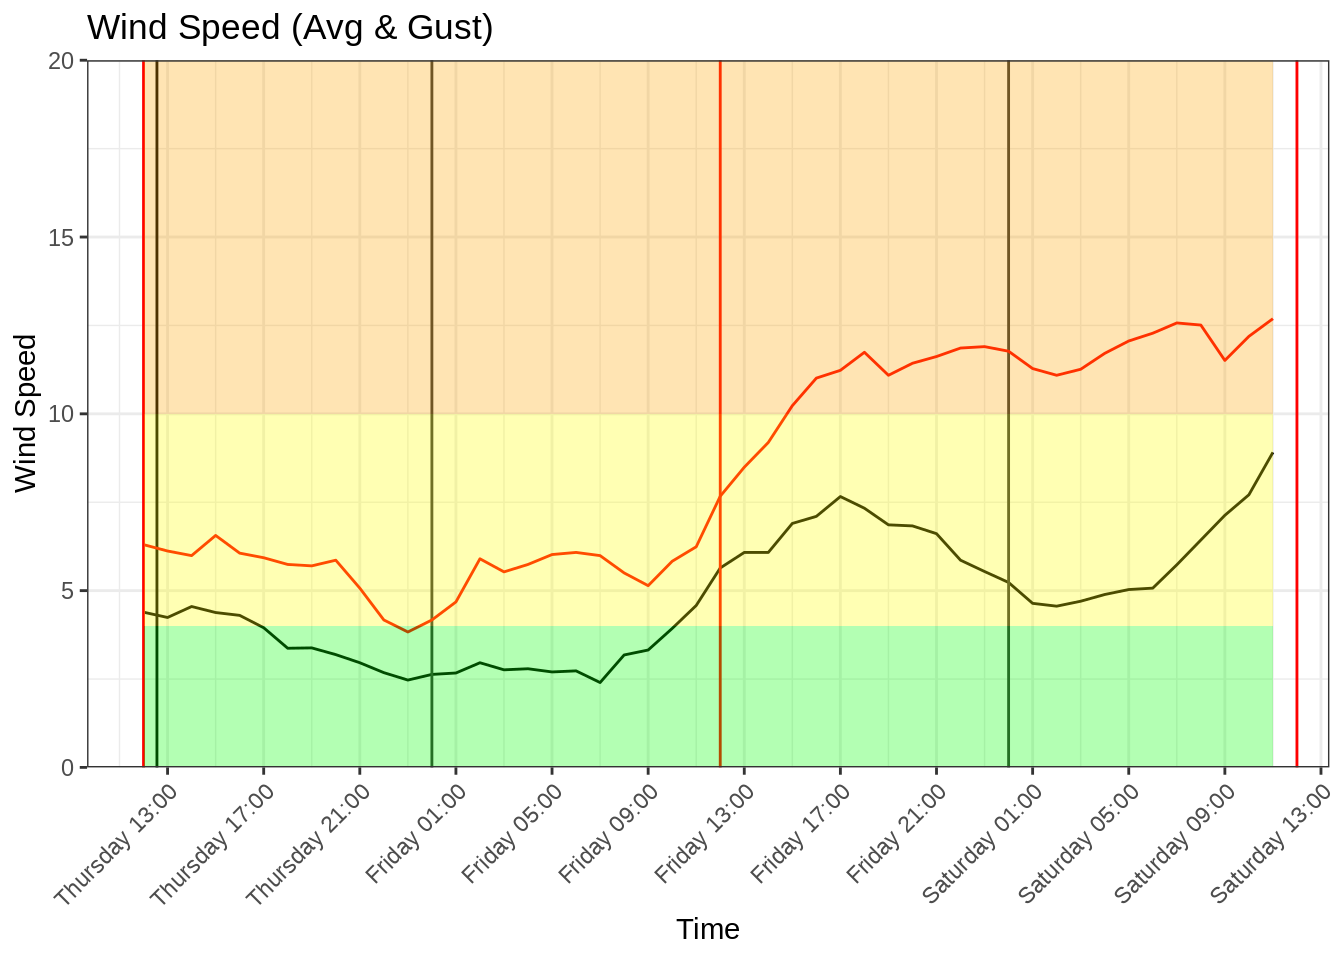 Wind Speed (Avg & Gust)
20
15
10
5
0
Wind Speed
Thursday 13:00
Thursday 17:00
Thursday 21:00
Friday 01:00
Friday 05:00
Friday 09:00
Friday 13:00
Friday 17:00
Friday 21:00
Saturday 01:00
Saturday 05:00
Saturday 09:00
Saturday 13:00
Time